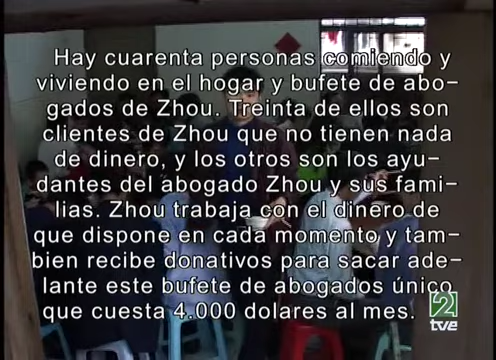 Hay cuarenta personas comiendo y
viviendo en el hogar y bufete de abo-
gados de Zhou. Treinta de ellos son
clientes de Zhou que no tienen nada
de dinero, y los otros son los ayu-
dantes del abogado Zhou y sus fami-
lias. Zhou trabaja con el dinero de
que dispone en cada momento y tam-
bien recibe donativos para sacar ade-
lante este bufete de abogados único
que cuesta 4.000 dolares al mes.
2
tve